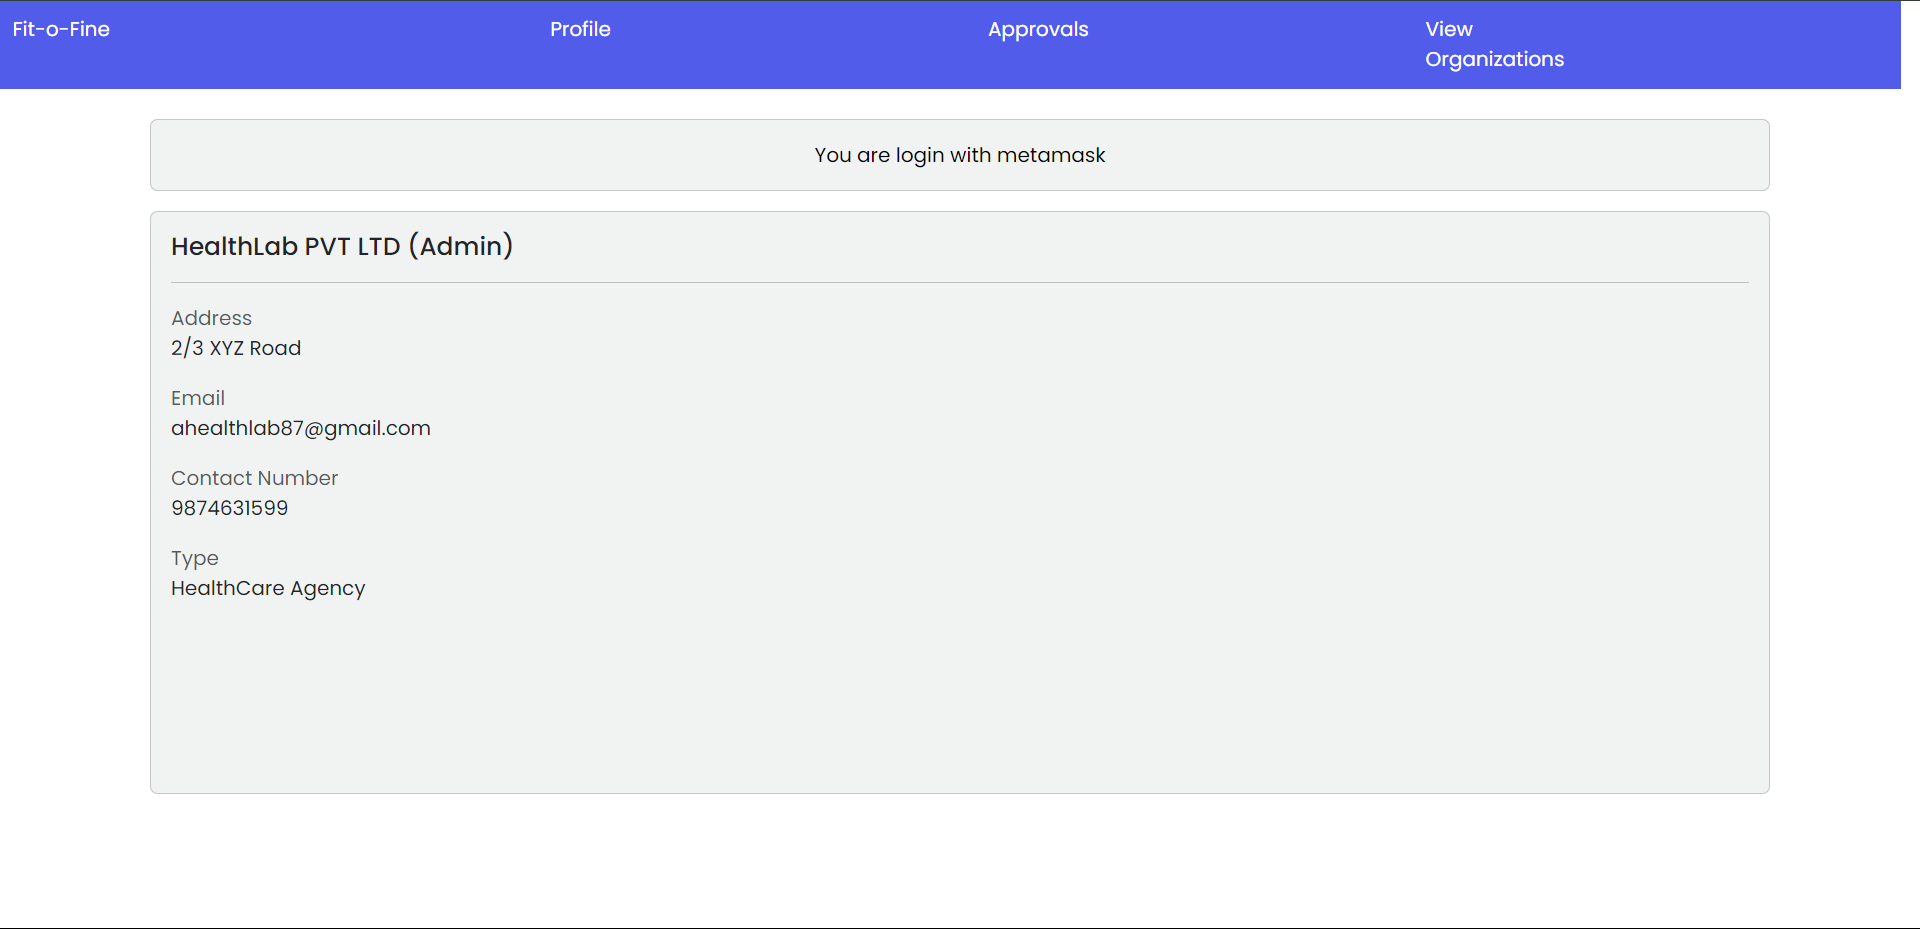 Fit-o-Fine
Profile
Approvals
View
Organizations
You are login with metamask
HealthLab PVT LTD (Admin)
Address
2/3 XYZ Road
Email
ahealthlab87@gmail.com
Contact Number
9874631599
Type
HealthCare Agency